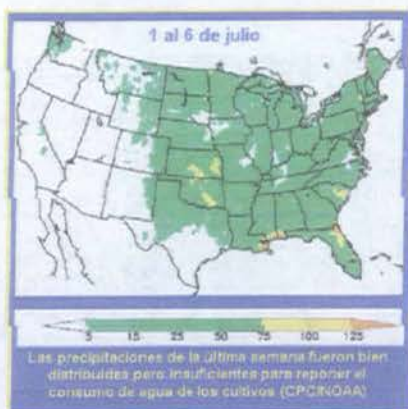 1 al 6 de julio
5 15 25 50 75 100 125
Las precipitaciones de la última semana fueron bien
distribuidas pero insuficientes para reponer el
consumo de agua de los cultivos (CPC/NOAA)